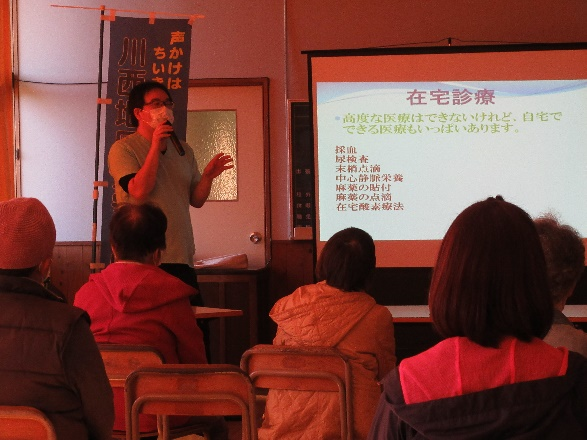 声かけは
ちいき
川西地
在宅診療
高度な医療はできないけれど、自宅で
できる医療もいっぱいあります。
採血
尿検査
末梢点滴
中心静脈栄養
麻薬の貼付
麻薬の点滴
在宅酸素療法